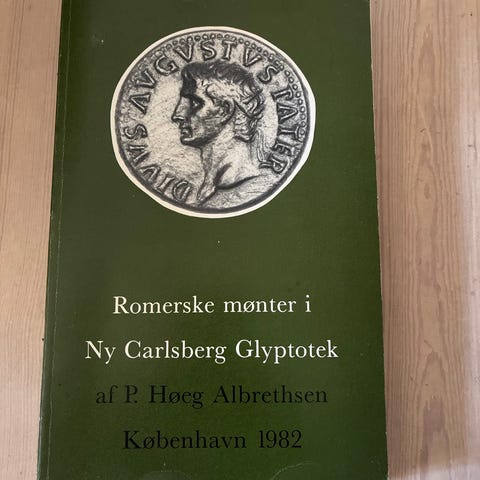 DIVVS AVGVSTVS PATER
Romerske mønter i
Ny Carlsberg Glyptotek
af P. Høeg Albrethsen
København 1982